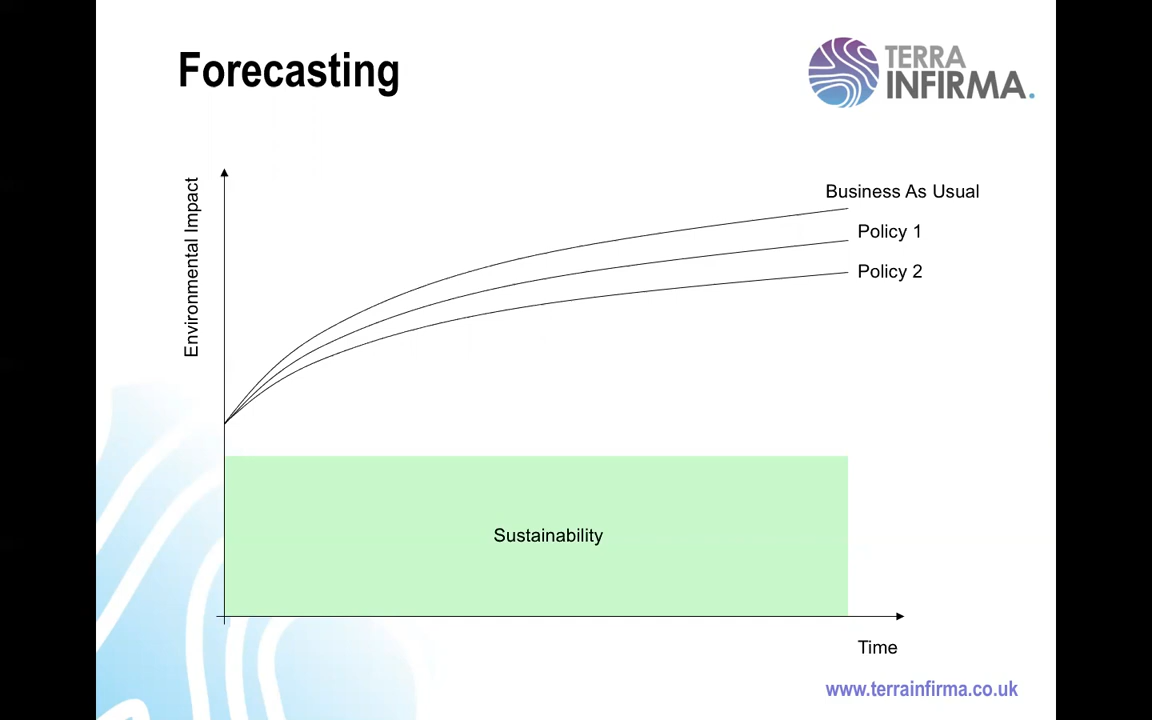 Forecasting
TERRA
INFIRMA.
Environmental Impact
Business As Usual
Policy 1
Policy 2
Sustainability
Time
www.terrainfirma.co.uk